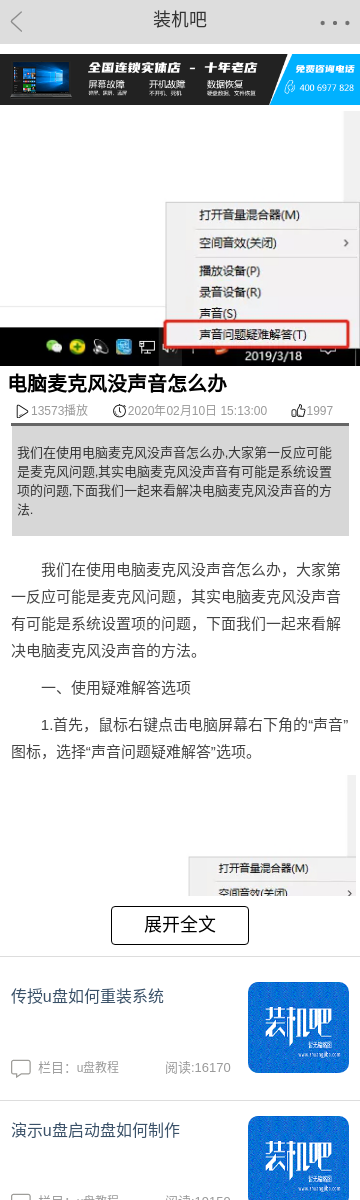 装机吧
全国连锁实体店 - 十年老店
屏幕故障 开机故障 数据恢复
免费咨询电话
400 6977 828
打开音量混合器(M)
空间音效(关闭)
播放设备(P)
录音设备(R)
声音(S)
声音问题疑难解答(T)
2019/3/18
电脑麦克风没声音怎么办
13573播放 2020年02月10日 15:13:00 1997
我们在使用电脑麦克风没声音怎么办,大家第一反应可能
是麦克风问题,其实电脑麦克风没声音有可能是系统设置
项的问题,下面我们一起来看解决电脑麦克风没声音的方
法.
我们在使用电脑麦克风没声音怎么办，大家第
一反应可能是麦克风问题，其实电脑麦克风没声音
有可能是系统设置项的问题，下面我们一起来看解
决电脑麦克风没声音的方法。
一、使用疑难解答选项
1.首先，鼠标右键点击电脑屏幕右下角的“声音”
图标，选择“声音问题疑难解答”选项。
打开音量混合器(M)
空间音效(关闭)
展开全文
传授u盘如何重装系统
装机吧
栏目：u盘教程 阅读:16170
演示u盘启动盘如何制作
装机吧
栏目：u盘教程